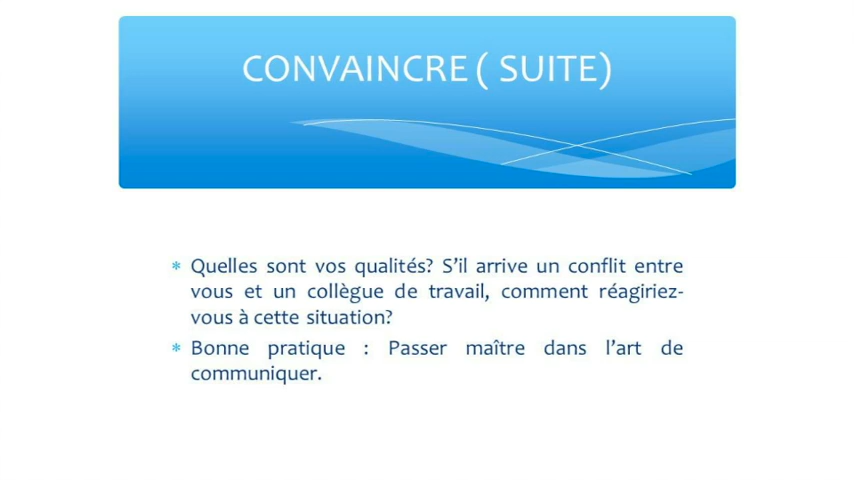 CONVAINCRE ( SUITE)
* Quelles sont vos qualités? S’il arrive un conflit entre
vous et un collègue de travail, comment réagiriez-
vous à cette situation?
* Bonne pratique : Passer maître dans l’art de
communiquer.